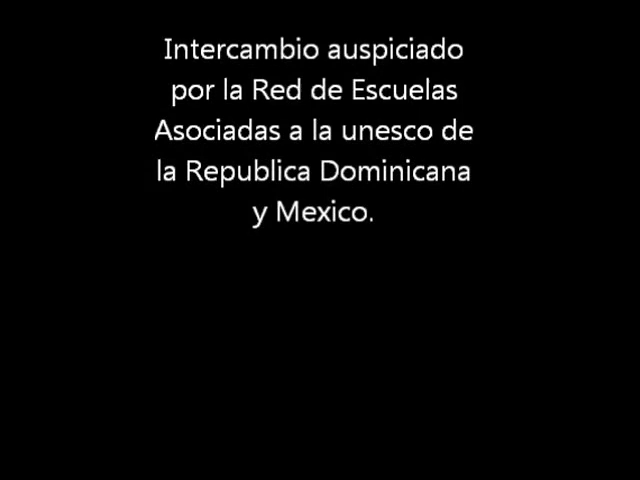 Intercambio auspiciado
por la Red de Escuelas
Asociadas a la unesco de
la Republica Dominicana
y Mexico.